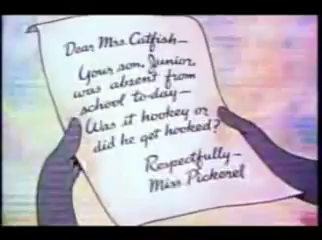 Dear Mrs. Catfish—
Your son, Junior,
was absent from
school to-day—
Was it hookey or
did he get hooked?
Respectfully—
Miss Pickerel